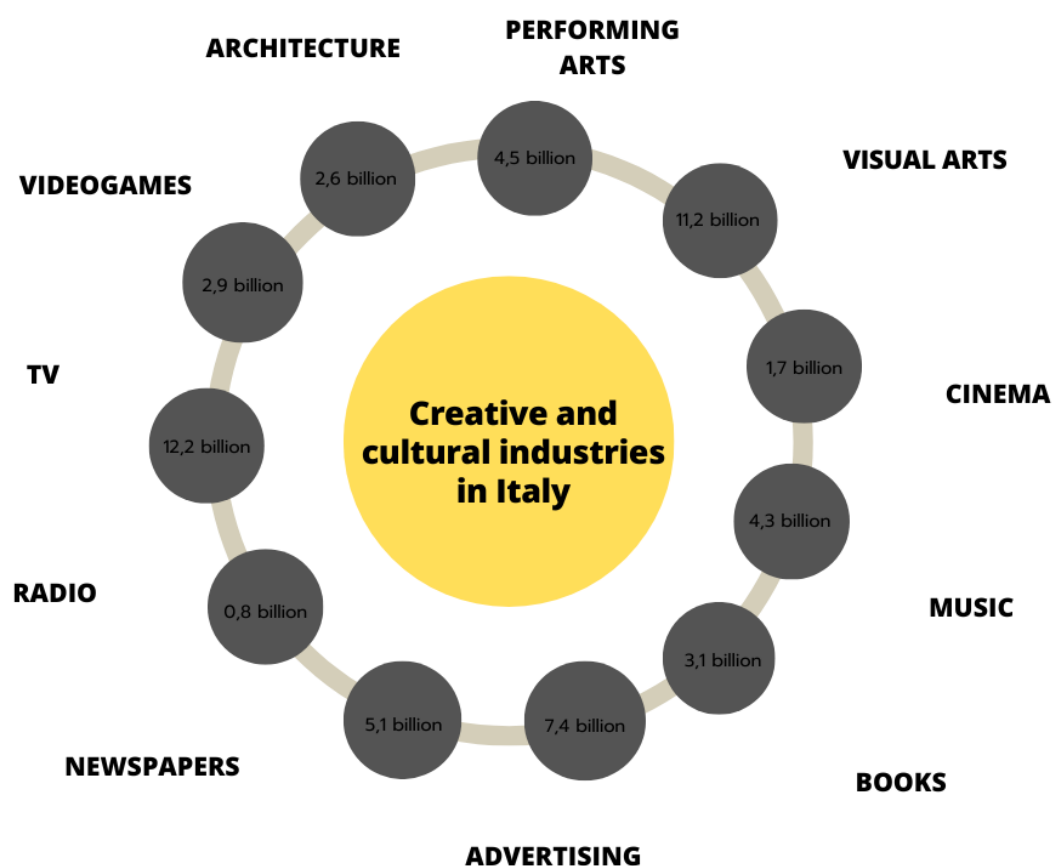 PERFORMING
ARTS
ARCHITECTURE
VISUAL ARTS
VIDEOGAMES
4,5 billion
2,6 billion
11,2 billion
2,9 billion
TV
1,7 billion
CINEMA
Creative and
cultural industries
in Italy
12,2 billion
4,3 billion
RADIO
0,8 billion
MUSIC
3,1 billion
5,1 billion
7,4 billion
NEWSPAPERS
BOOKS
ADVERTISING